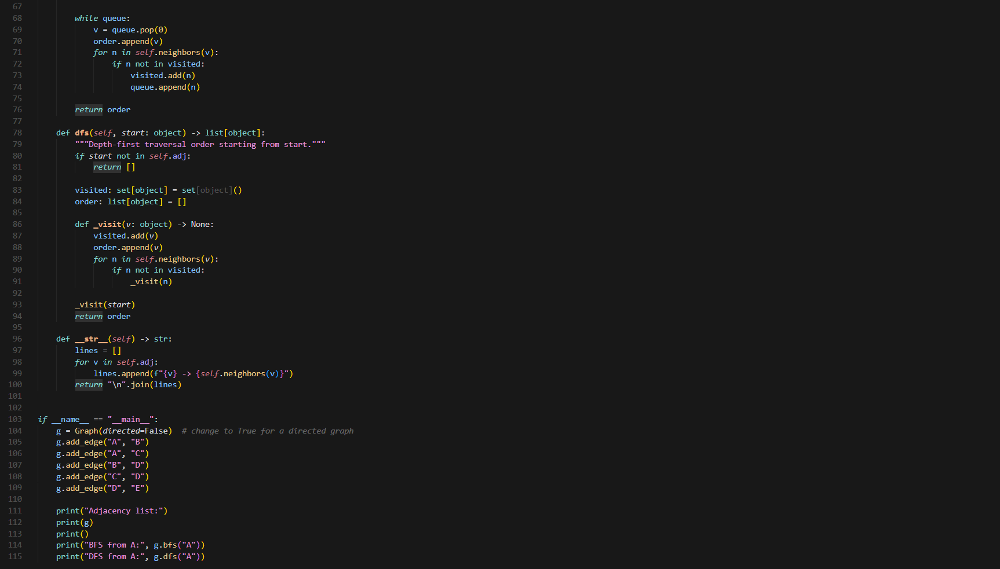 67
68 while queue:
69 v = queue.pop(0)
70 order.append(v)
71 for n in self.neighbors(v):
72 if n not in visited:
73 visited.add(n)
74 queue.append(n)
75
76 return order
77
78 def dfs(self, start: object) -> list[object]:
79 """Depth-first traversal order starting from start."""
80 if start not in self.adj:
81 return []
82
83 visited: set[object] = set[object]()
84 order: list[object] = []
85
86 def _visit(v: object) -> None:
87 visited.add(v)
88 order.append(v)
89 for n in self.neighbors(v):
90 if n not in visited:
91 _visit(n)
92
93 _visit(start)
94 return order
95
96 def __str__(self) -> str:
97 lines = []
98 for v in self.adj:
99 lines.append(f"{v} -> {self.neighbors(v)}")
100 return "\n".join(lines)
101
102
103 if __name__ == "__main__":
104 g = Graph(directed=False)  # change to True for a directed graph
105 g.add_edge("A", "B")
106 g.add_edge("A", "C")
107 g.add_edge("B", "D")
108 g.add_edge("C", "D")
109 g.add_edge("D", "E")
110
111 print("Adjacency list:")
112 print(g)
113 print()
114 print("BFS from A:", g.bfs("A"))
115 print("DFS from A:", g.dfs("A"))